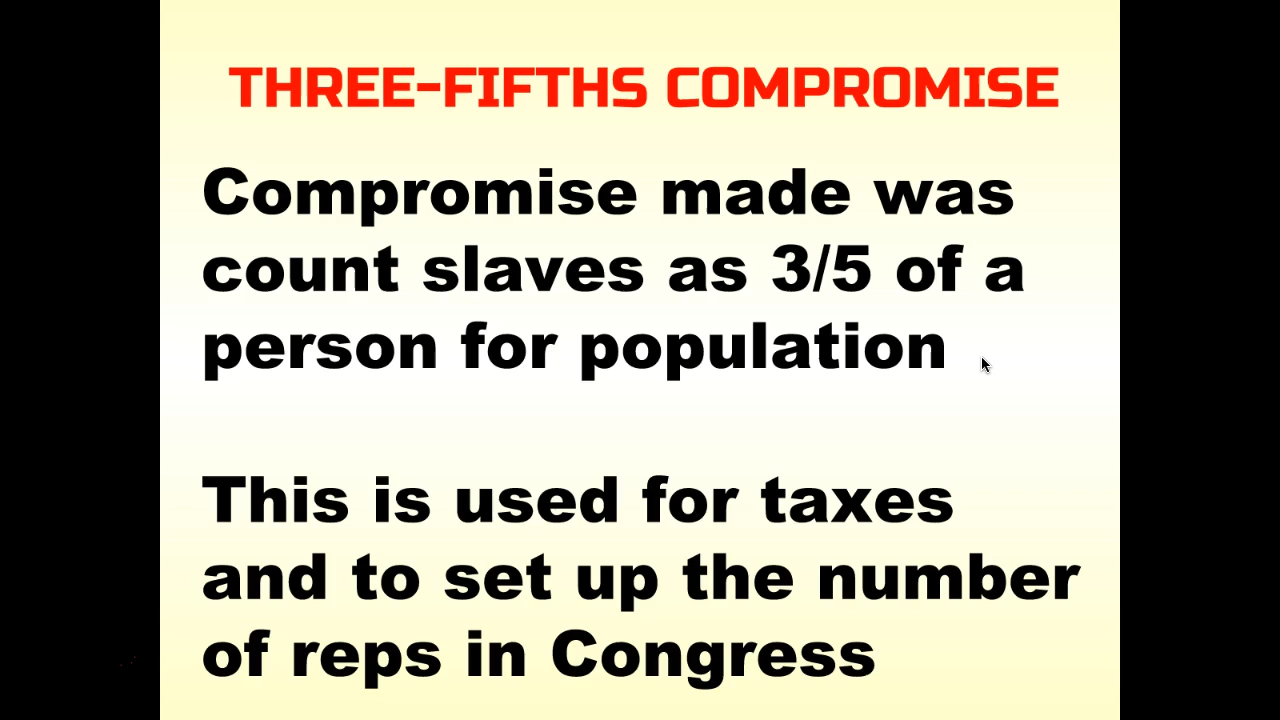 THREE-FIFTHS COMPROMISE
Compromise made was
count slaves as 3/5 of a
person for population
This is used for taxes
and to set up the number
of reps in Congress